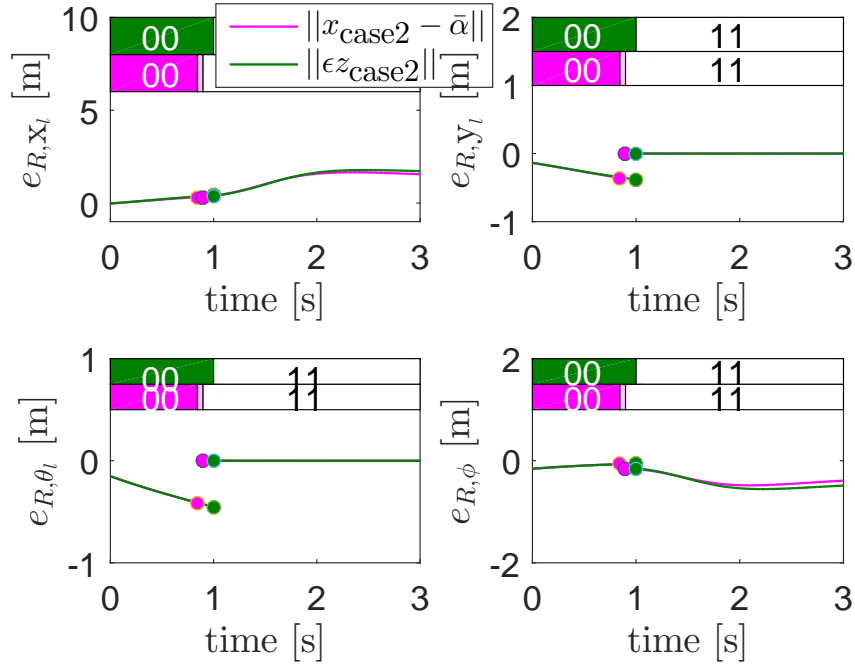 ||x_case2 − ᾱ||
||ϵz_case2||
10
5
0
e_R,x_l [m]
00
00
0 1 2 3
time [s]
2
1
0
-1
e_R,y_l [m]
00 11
00 11
0 1 2 3
time [s]
1
0
-1
e_R,θ_l [m]
00 11
00 11
0 1 2 3
time [s]
2
0
-2
e_R,ϕ [m]
00 11
00 11
0 1 2 3
time [s]